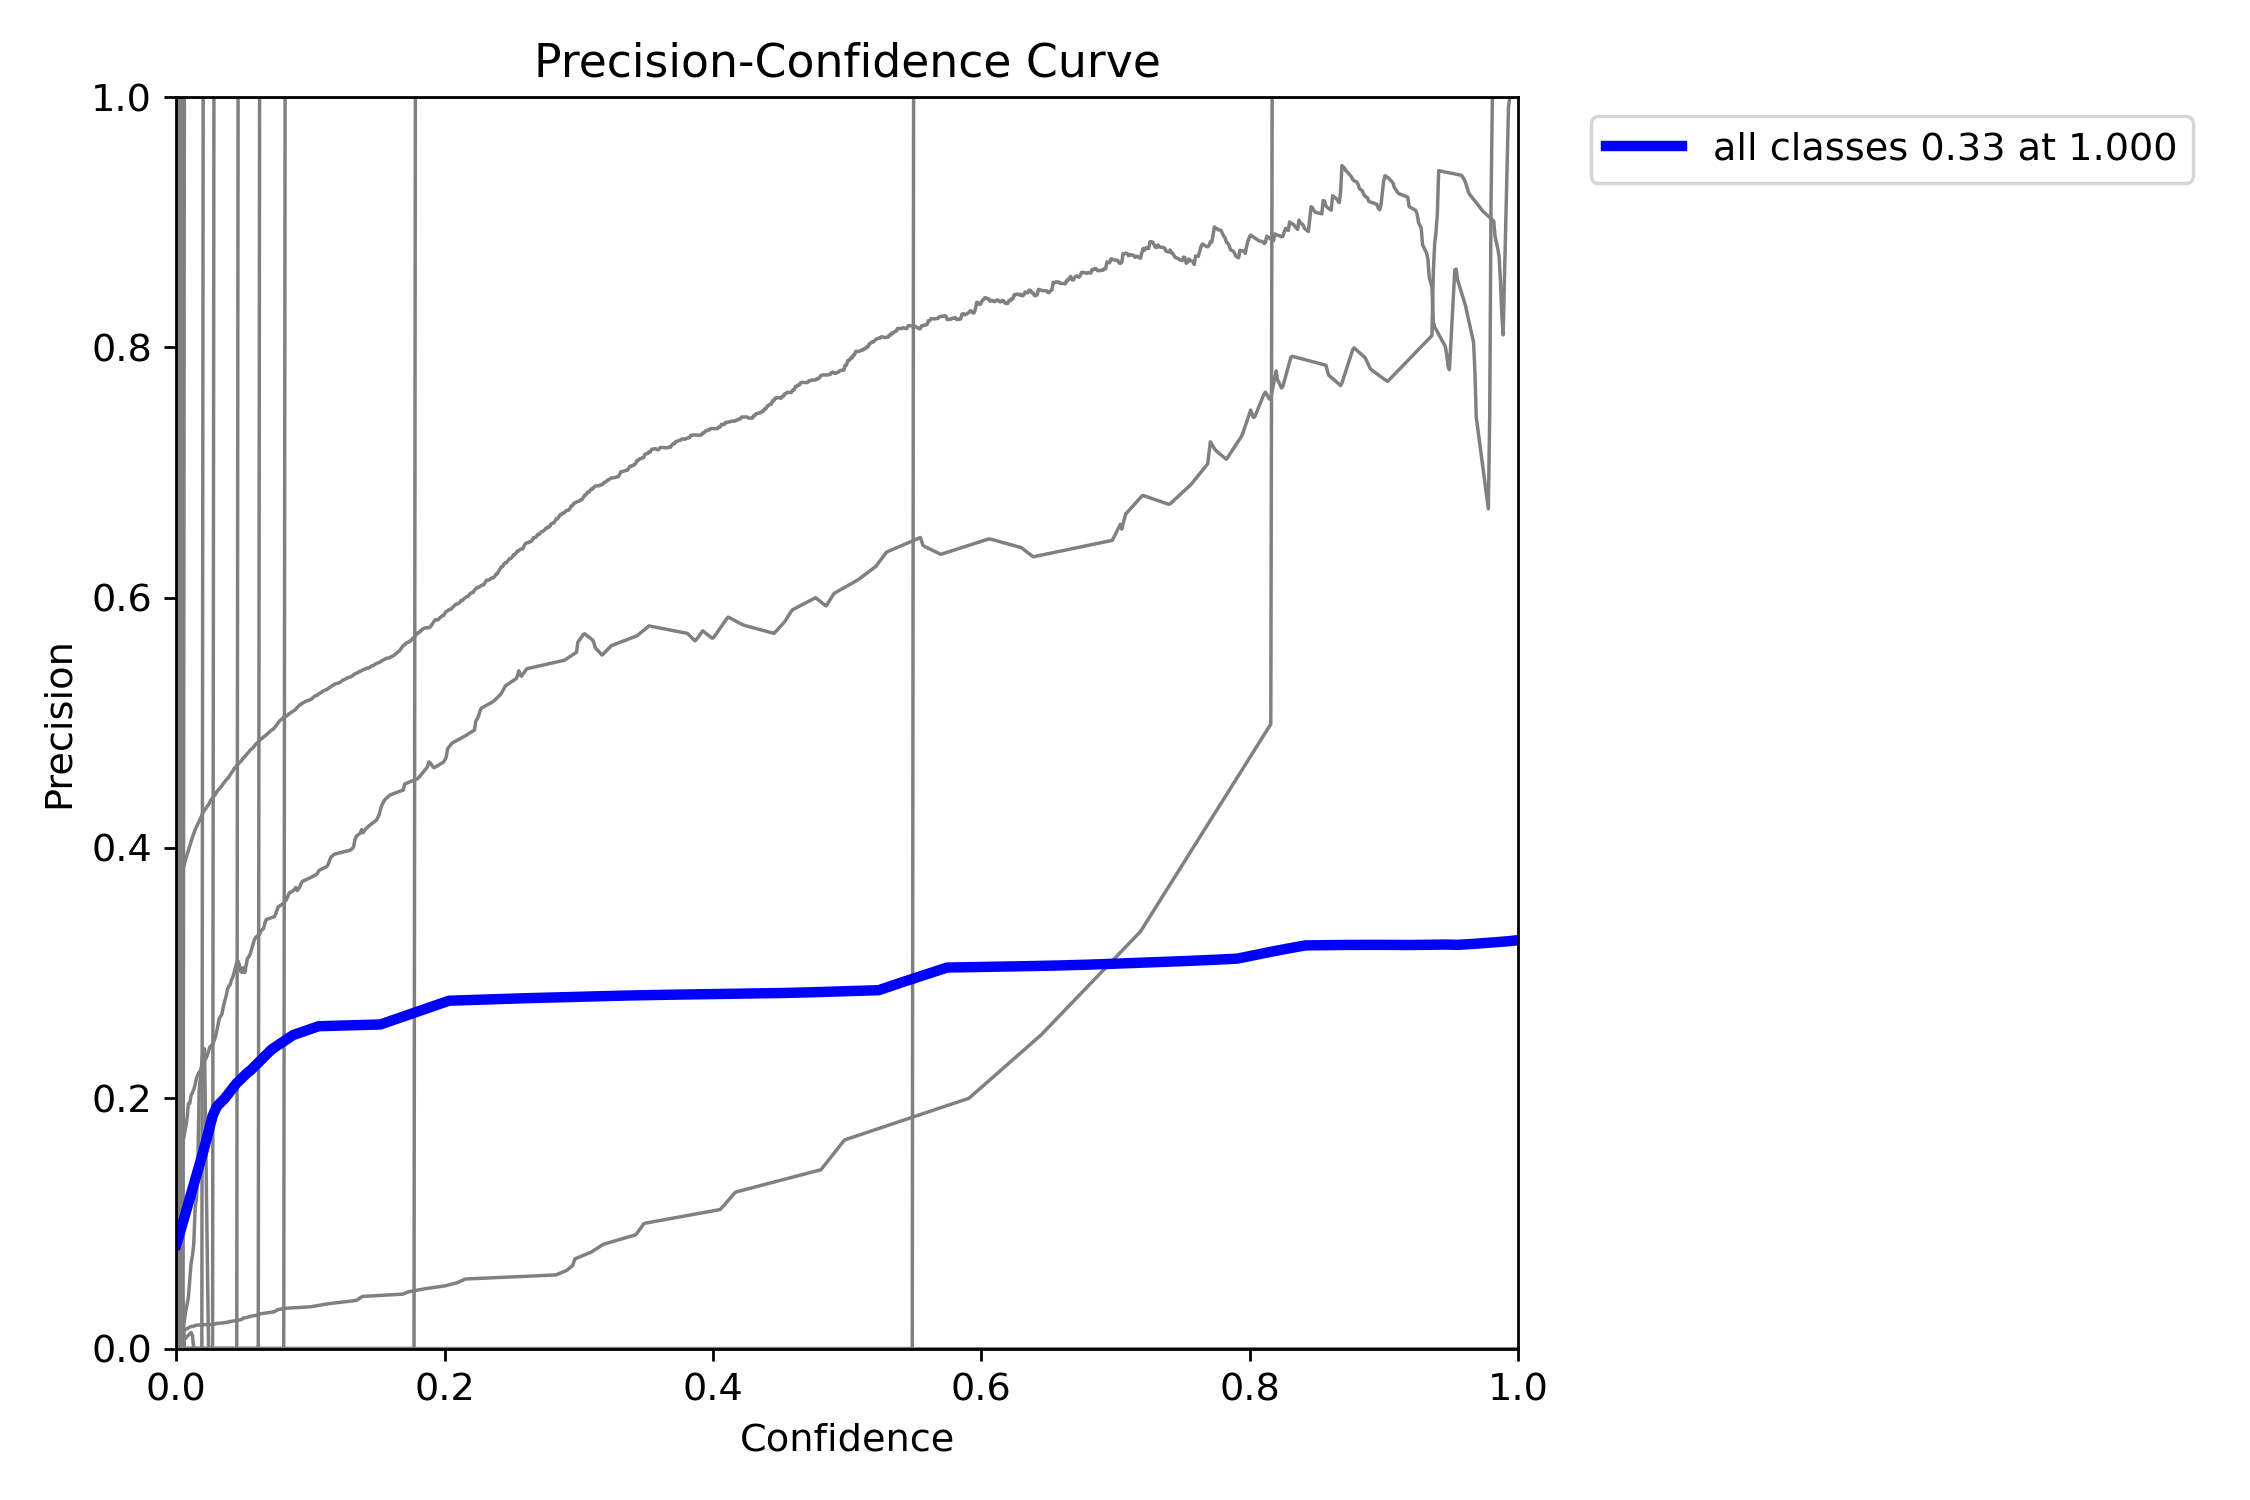 Precision-Confidence Curve
all classes 0.33 at 1.000
Precision
1.0
0.8
0.6
0.4
0.2
0.0
0.0 0.2 0.4 0.6 0.8 1.0
Confidence